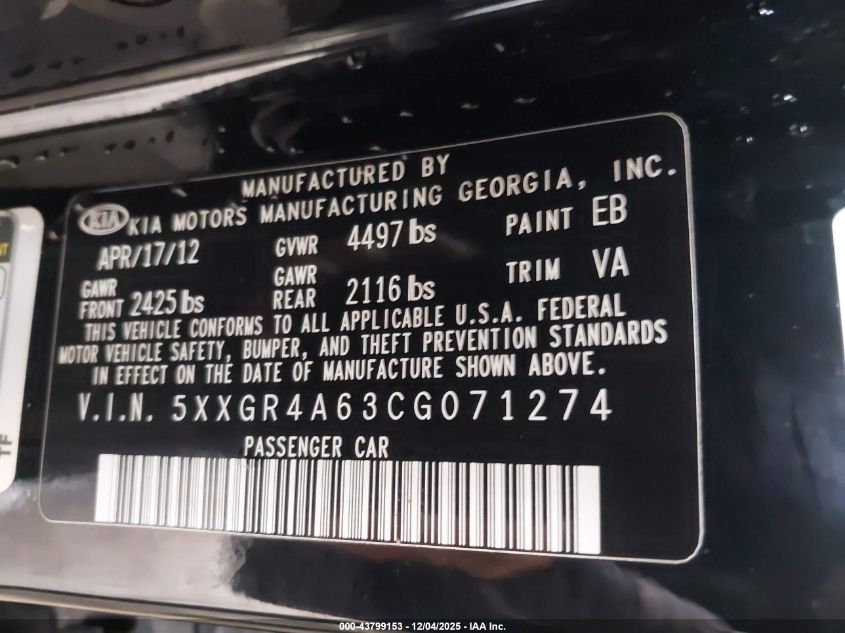 MANUFACTURED BY
KIA KIA MOTORS MANUFACTURING GEORGIA, INC.
APR/17/12 GVWR 4497 lbs PAINT EB
GAWR FRONT 2425 lbs GAWR REAR 2116 lbs TRIM VA
THIS VEHICLE CONFORMS TO ALL APPLICABLE U.S.A. FEDERAL
MOTOR VEHICLE SAFETY, BUMPER, AND THEFT PREVENTION STANDARDS
IN EFFECT ON THE DATE OF MANUFACTURE SHOWN ABOVE.
V.I.N. 5XXGR4A63CG071274
PASSENGER CAR
000-43799153 - 12/04/2025 - IAA Inc.